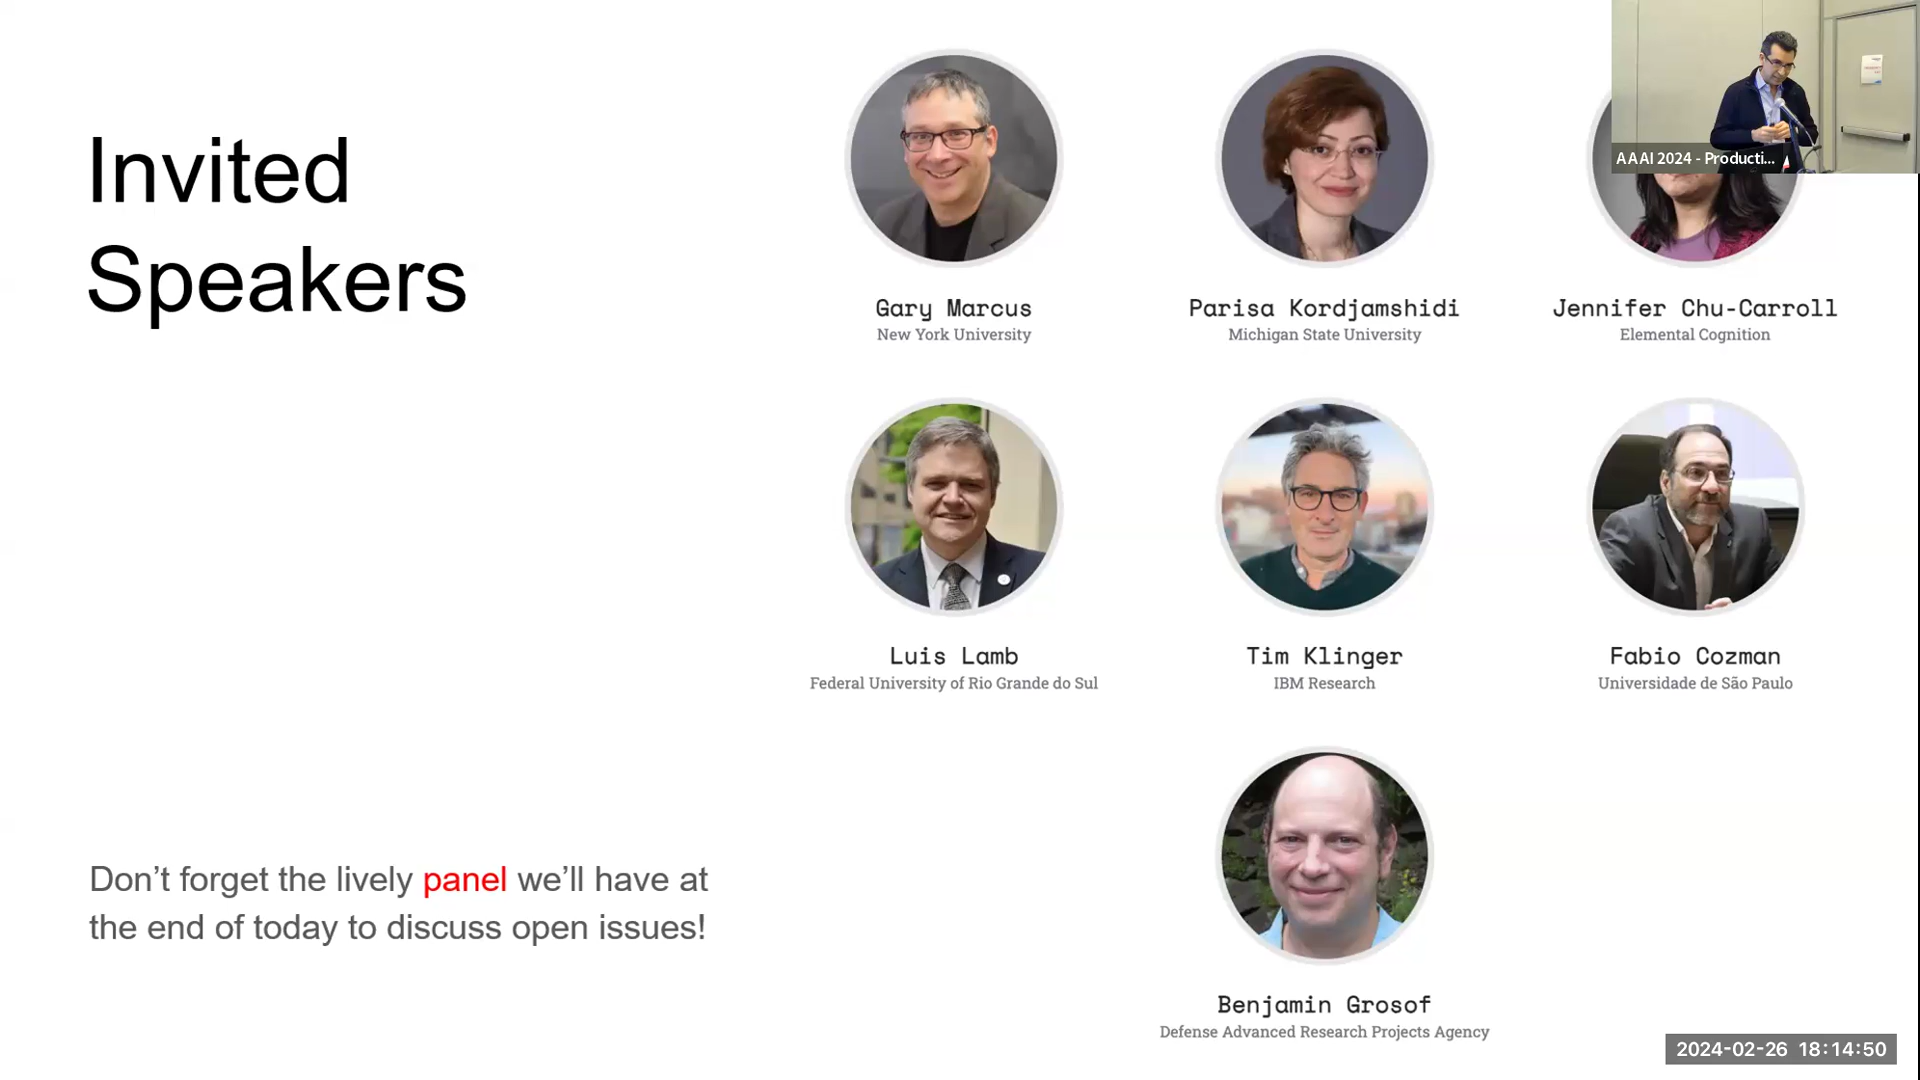 Invited
Speakers
AAAI 2024 - Producti...
Gary Marcus
New York University
Parisa Kordjamshidi
Michigan State University
Jennifer Chu-Carroll
Elemental Cognition
Luis Lamb
Federal University of Rio Grande do Sul
Tim Klinger
IBM Research
Fabio Cozman
Universidade de São Paulo
Benjamin Grosof
Defense Advanced Research Projects Agency
Don’t forget the lively panel we’ll have at
the end of today to discuss open issues!
2024-02-26 18:14:50